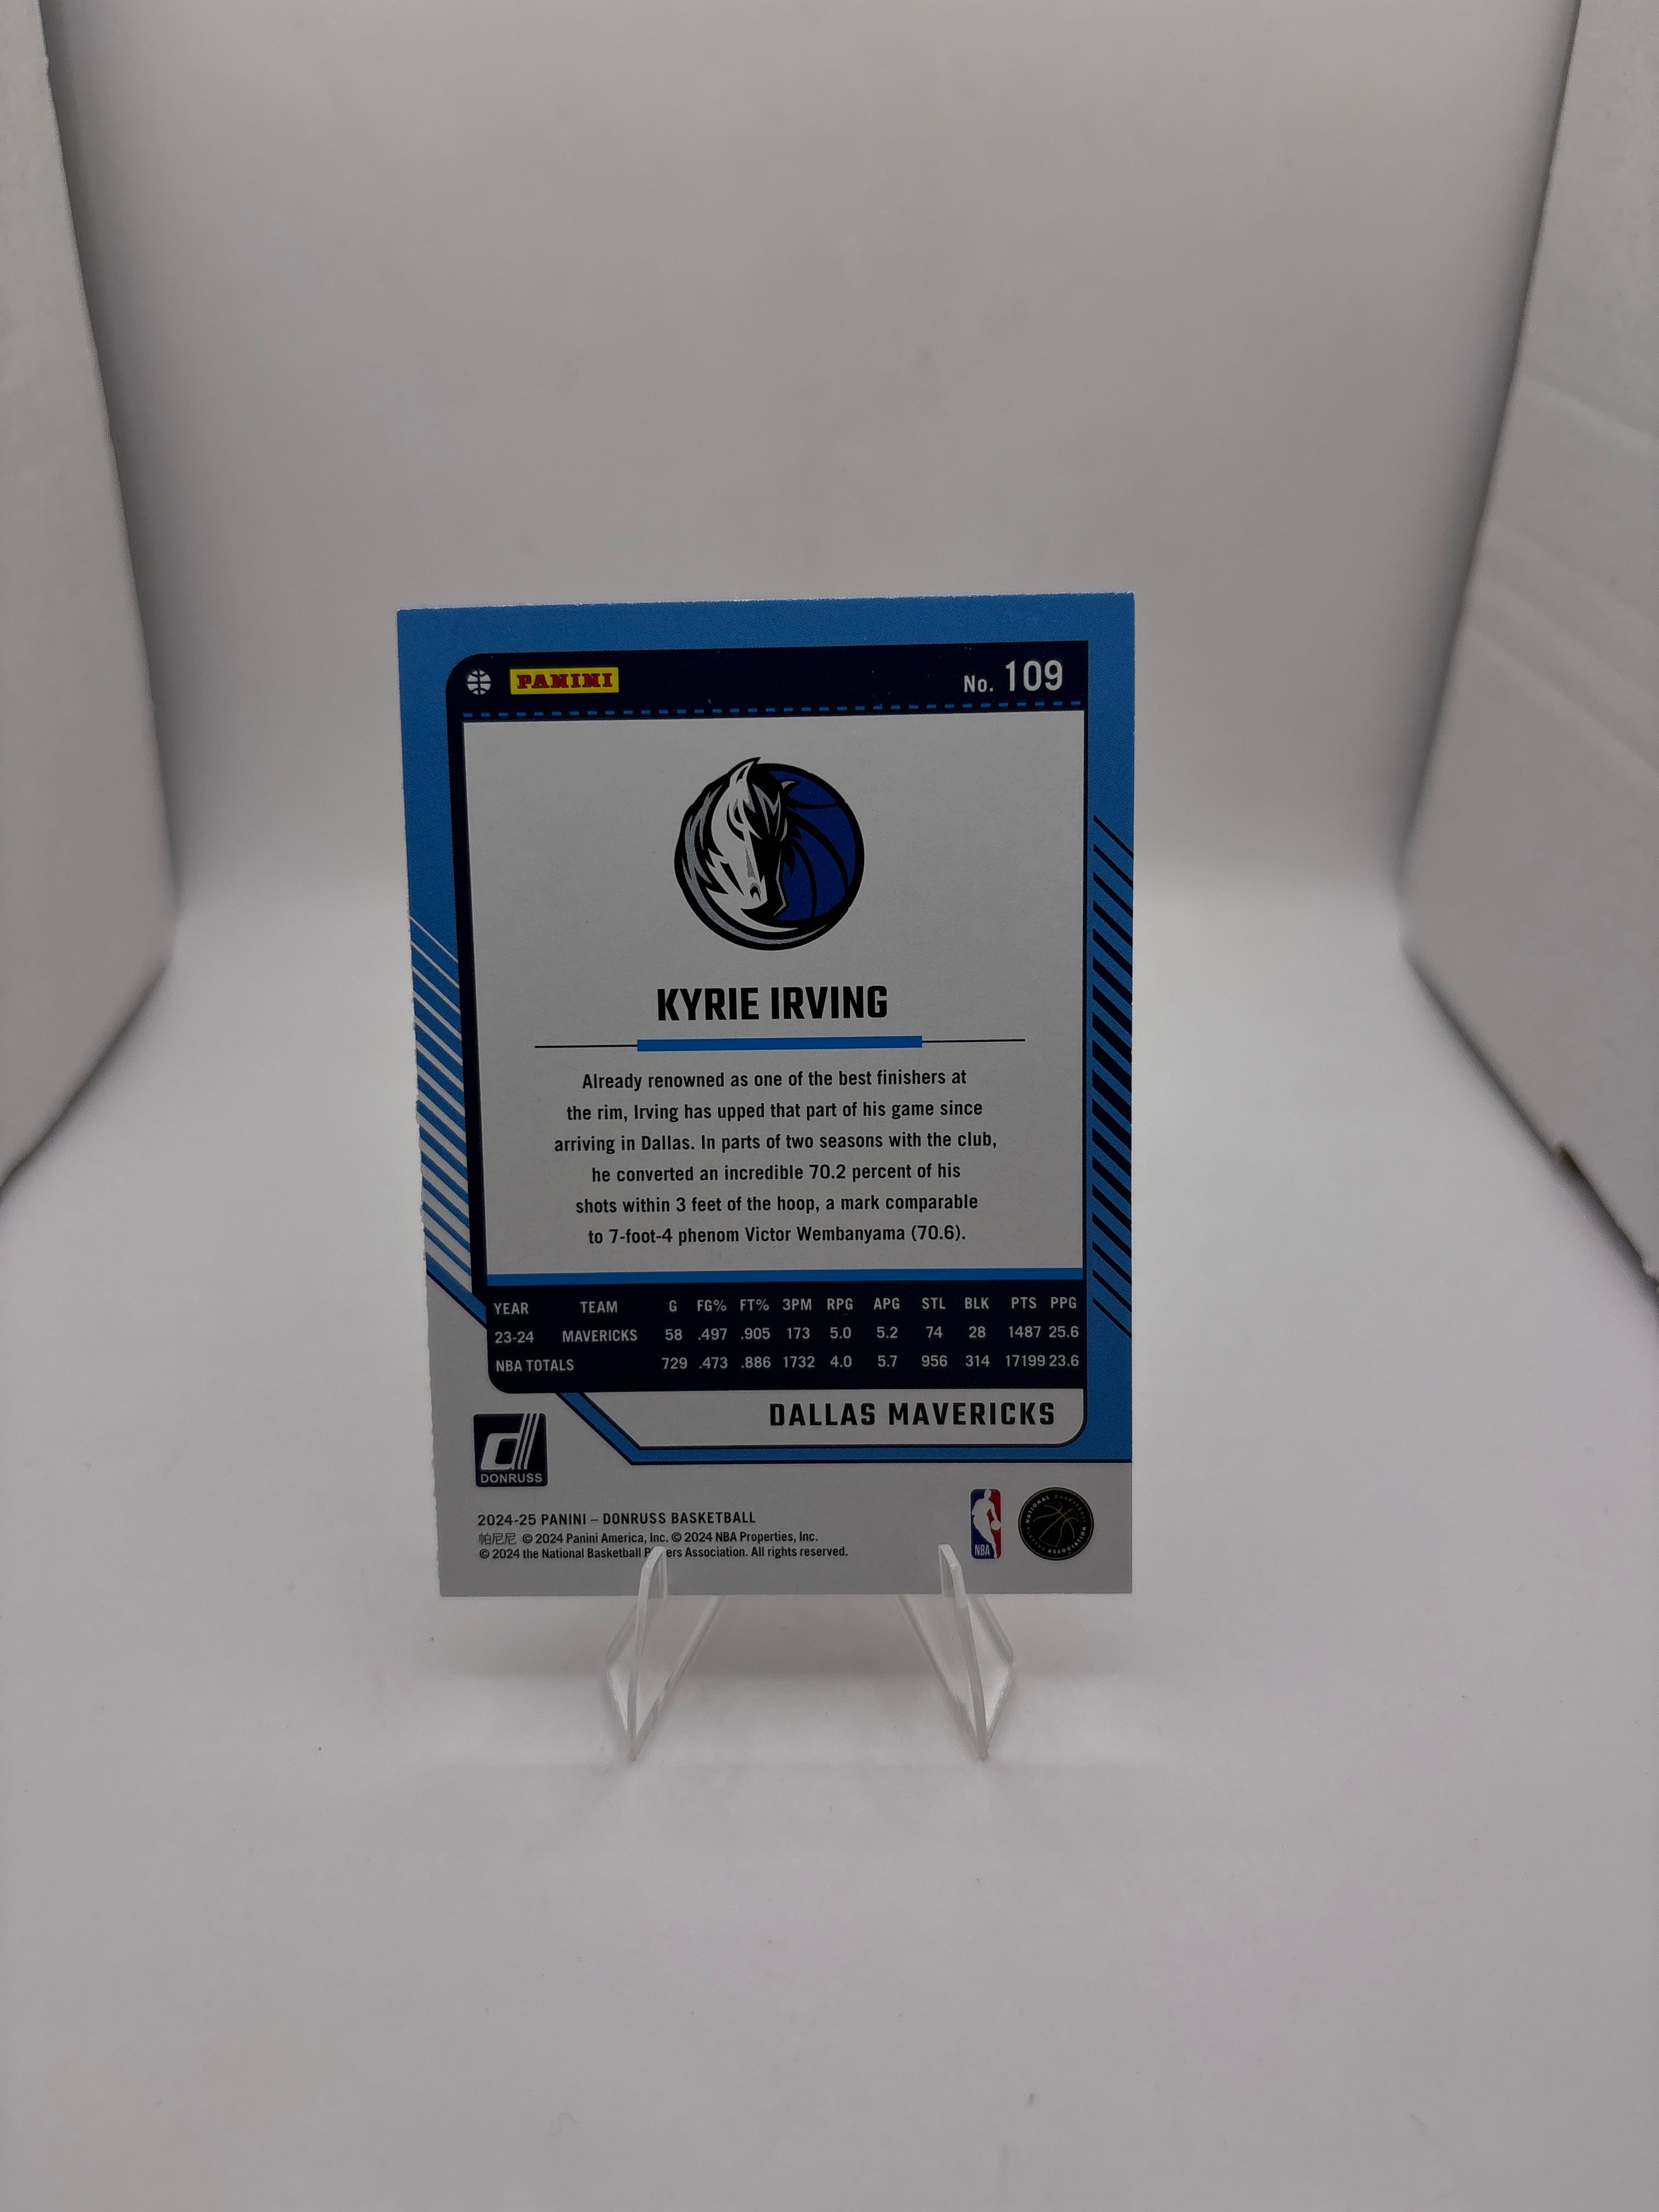 PANINI
No. 109
KYRIE IRVING
Already renowned as one of the best finishers at
the rim, Irving has upped that part of his game since
arriving in Dallas. In parts of two seasons with the club,
he converted an incredible 70.2 percent of his
shots within 3 feet of the hoop, a mark comparable
to 7-foot-4 phenom Victor Wembanyama (70.6).
YEAR TEAM G FG% FT% 3PM RPG APG STL BLK PTS PPG
23-24 MAVERICKS 58 .497 .905 173 5.0 5.2 74 28 1487 25.6
NBA TOTALS 729 .473 .886 1732 4.0 5.7 956 314 17199 23.6
DALLAS MAVERICKS
DONRUSS
2024-25 PANINI – DONRUSS BASKETBALL
帕尼尼 © 2024 Panini America, Inc. © 2024 NBA Properties, Inc.
© 2024 the National Basketball Players Association. All rights reserved.
NBA
NATIONAL BASKETBALL PLAYERS ASSOCIATION